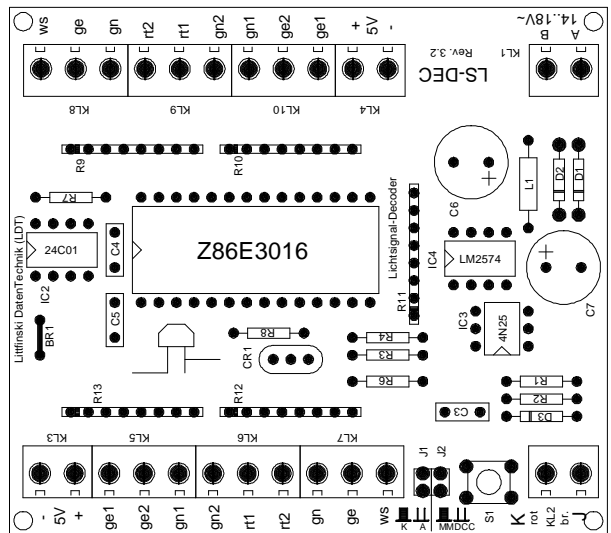 ws ge gn rt2 rt1 gn2 gn1 ge2 ge1 + 5V - B A 14..18V~
KL8 KL9 KL10 KL4 LS-DEC Rev. 3.2 KL1
R9 R10
R7 C6 L1 D2 D1
24C01 C4 Z86E3016 Lichtsignal-Decoder IC4 LM2574
IC2 C7
Littfinski DatenTechnik (LDT) BR1 C5 R11 IC3 4N25
R8 R4
CR1 R3
R6 R1
R13 R12 C3 R2
D3
KL3 KL5 KL6 KL7 J1 J2
- 5V + ge1 ge2 gn1 gn2 rt1 rt2 gn ge ws K A MM DCC S1 K rot KL2 br. J